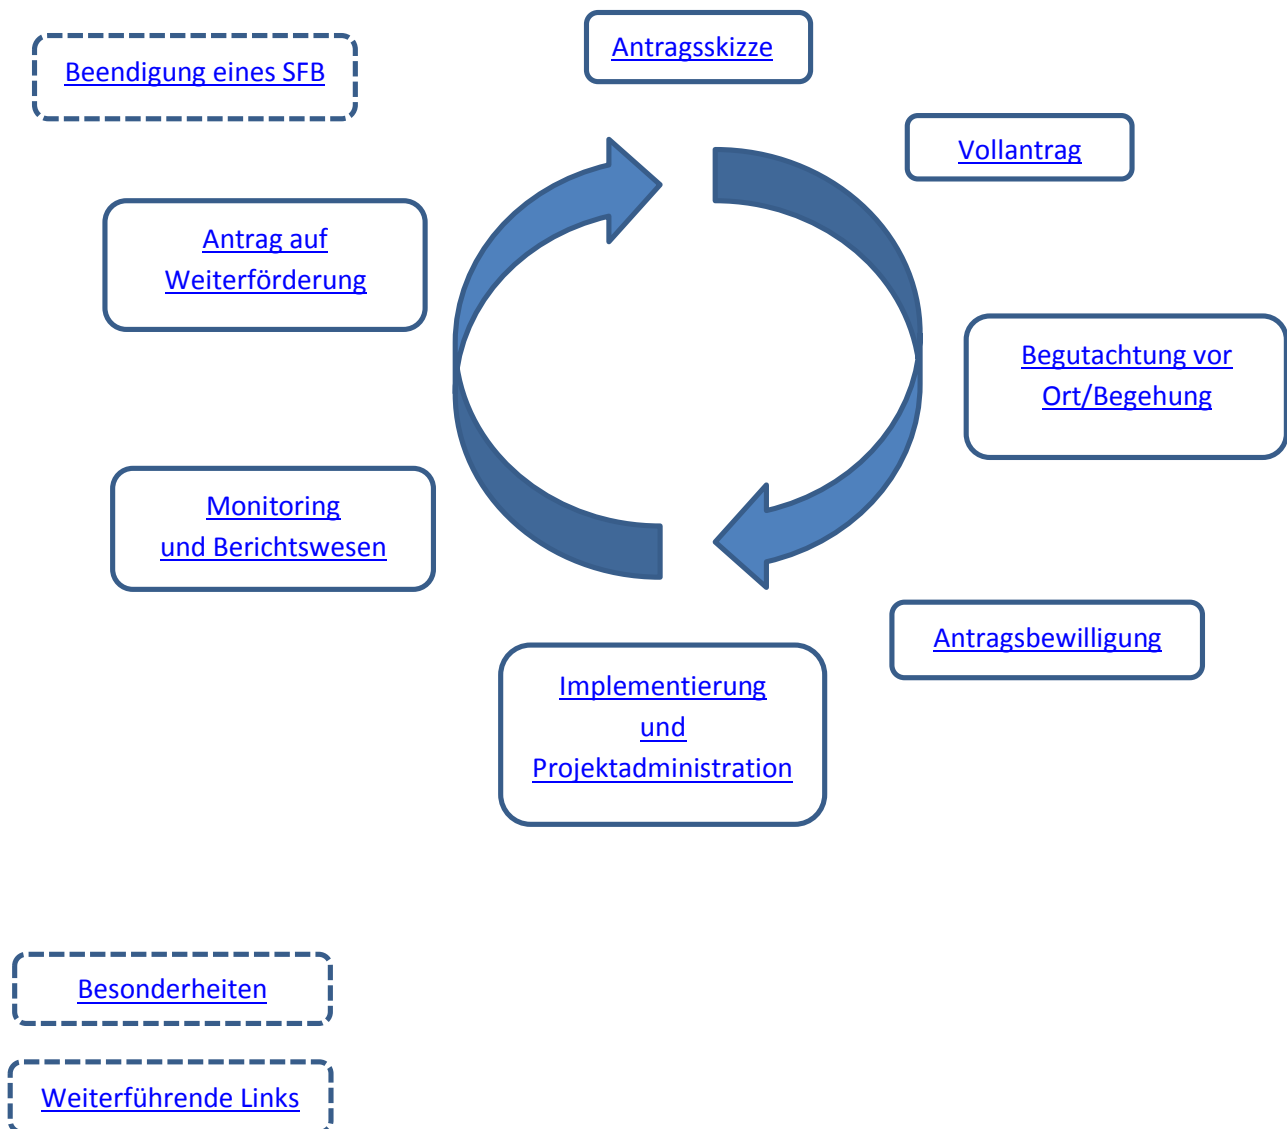 Antragsskizze
Beendigung eines SFB
Vollantrag
Antrag auf
Weiterförderung
Begutachtung vor
Ort/Begehung
Monitoring
und Berichtswesen
Antragsbewilligung
Implementierung
und
Projektadministration
Besonderheiten
Weiterführende Links